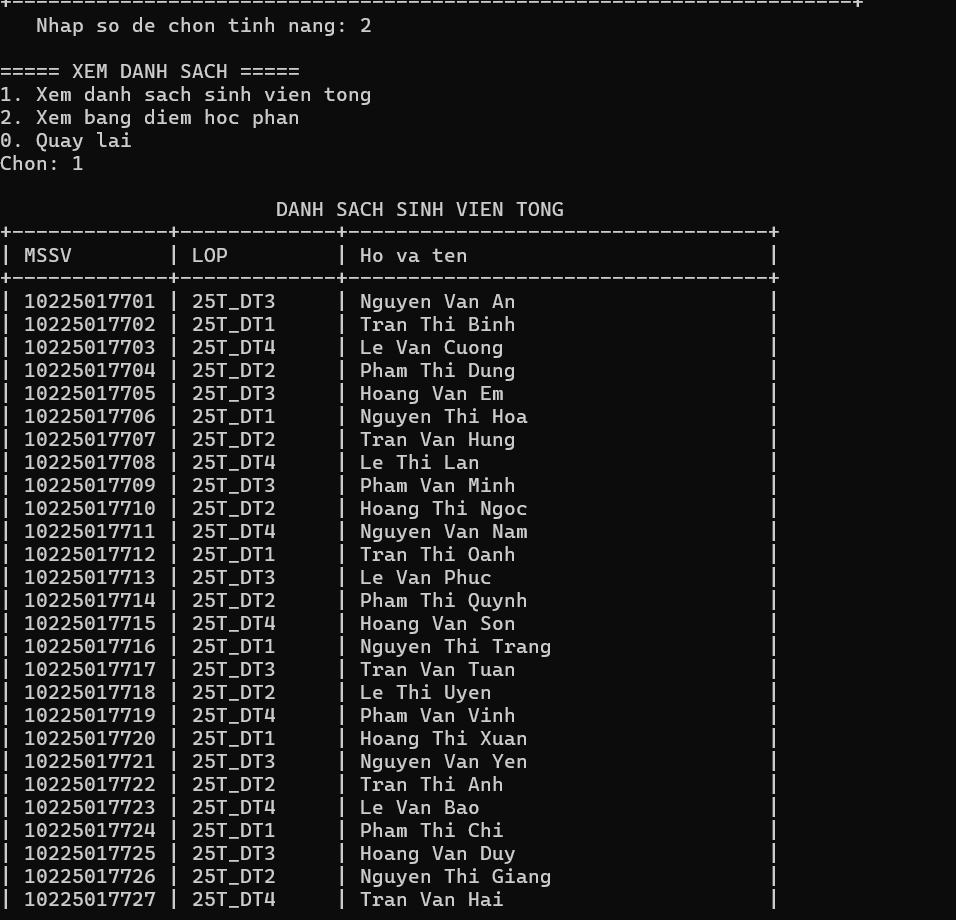 +----------------------------------------------------------------------+
   Nhap so de chon tinh nang: 2
===== XEM DANH SACH =====
1. Xem danh sach sinh vien tong
2. Xem bang diem hoc phan
0. Quay lai
Chon: 1
                       DANH SACH SINH VIEN TONG
+-------------+-------------+-----------------------------------+
| MSSV        | LOP         | Ho va ten                         |
+-------------+-------------+-----------------------------------+
| 10225017701 | 25T_DT3     | Nguyen Van An                     |
| 10225017702 | 25T_DT1     | Tran Thi Binh                     |
| 10225017703 | 25T_DT4     | Le Van Cuong                      |
| 10225017704 | 25T_DT2     | Pham Thi Dung                     |
| 10225017705 | 25T_DT3     | Hoang Van Em                      |
| 10225017706 | 25T_DT1     | Nguyen Thi Hoa                    |
| 10225017707 | 25T_DT2     | Tran Van Hung                     |
| 10225017708 | 25T_DT4     | Le Thi Lan                        |
| 10225017709 | 25T_DT3     | Pham Van Minh                     |
| 10225017710 | 25T_DT2     | Hoang Thi Ngoc                    |
| 10225017711 | 25T_DT4     | Nguyen Van Nam                    |
| 10225017712 | 25T_DT1     | Tran Thi Oanh                     |
| 10225017713 | 25T_DT3     | Le Van Phuc                       |
| 10225017714 | 25T_DT2     | Pham Thi Quynh                    |
| 10225017715 | 25T_DT4     | Hoang Van Son                     |
| 10225017716 | 25T_DT1     | Nguyen Thi Trang                  |
| 10225017717 | 25T_DT3     | Tran Van Tuan                     |
| 10225017718 | 25T_DT2     | Le Thi Uyen                       |
| 10225017719 | 25T_DT4     | Pham Van Vinh                     |
| 10225017720 | 25T_DT1     | Hoang Thi Xuan                    |
| 10225017721 | 25T_DT3     | Nguyen Van Yen                    |
| 10225017722 | 25T_DT2     | Tran Thi Anh                      |
| 10225017723 | 25T_DT4     | Le Van Bao                        |
| 10225017724 | 25T_DT1     | Pham Thi Chi                      |
| 10225017725 | 25T_DT3     | Hoang Van Duy                     |
| 10225017726 | 25T_DT2     | Nguyen Thi Giang                  |
| 10225017727 | 25T_DT4     | Tran Van Hai                      |